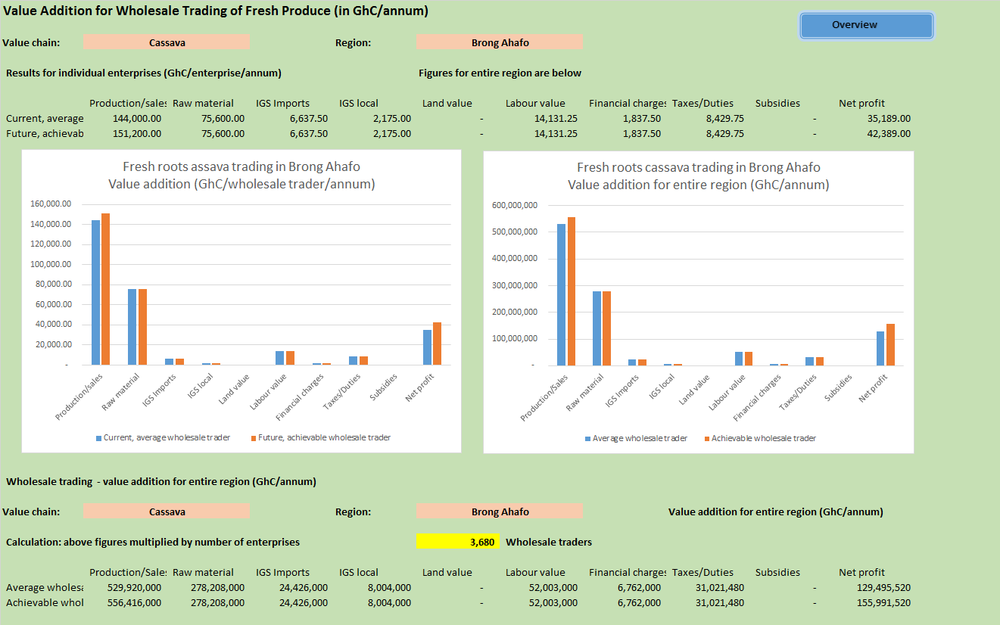 Value Addition for Wholesale Trading of Fresh Produce (in GhC/annum)
Overview
Value chain: Cassava Region: Brong Ahafo
Results for individual enterprises (GhC/enterprise/annum) Figures for entire region are below
Production/sales Raw material IGS Imports IGS local Land value Labour value Financial charges Taxes/Duties Subsidies Net profit
Current, average 144,000.00 75,600.00 6,637.50 2,175.00 - 14,131.25 1,837.50 8,429.75 - 35,189.00
Future, achievab 151,200.00 75,600.00 6,637.50 2,175.00 - 14,131.25 1,837.50 8,429.75 - 42,389.00
Fresh roots assava trading in Brong Ahafo
Value addition (GhC/wholesale trader/annum)
160,000.00
140,000.00
120,000.00
100,000.00
80,000.00
60,000.00
40,000.00
20,000.00
-
Production/sales
Raw material
IGS Imports
IGS local
Land value
Labour value
Financial charges
Taxes/Duties
Subsidies
Net profit
Current, average wholesale trader Future, achievable wholesale trader
Fresh roots cassava trading in Brong Ahafo
Value addition for entire region (GhC/annum)
600,000,000
500,000,000
400,000,000
300,000,000
200,000,000
100,000,000
-
Production/Sales
Raw material
IGS Imports
IGS local
Land value
Labour value
Financial charges
Taxes/Duties
Subsidies
Net profit
Average wholesale trader Achievable wholesale trader
Wholesale trading - value addition for entire region (GhC/annum)
Value chain: Cassava Region: Brong Ahafo Value addition for entire region (GhC/annum)
Calculation: above figures multiplied by number of enterprises 3,680 Wholesale traders
Production/Sales Raw material IGS Imports IGS local Land value Labour value Financial charges Taxes/Duties Subsidies Net profit
Average wholesa 529,920,000 278,208,000 24,426,000 8,004,000 - 52,003,000 6,762,000 31,021,480 - 129,495,520
Achievable whol 556,416,000 278,208,000 24,426,000 8,004,000 - 52,003,000 6,762,000 31,021,480 - 155,991,520